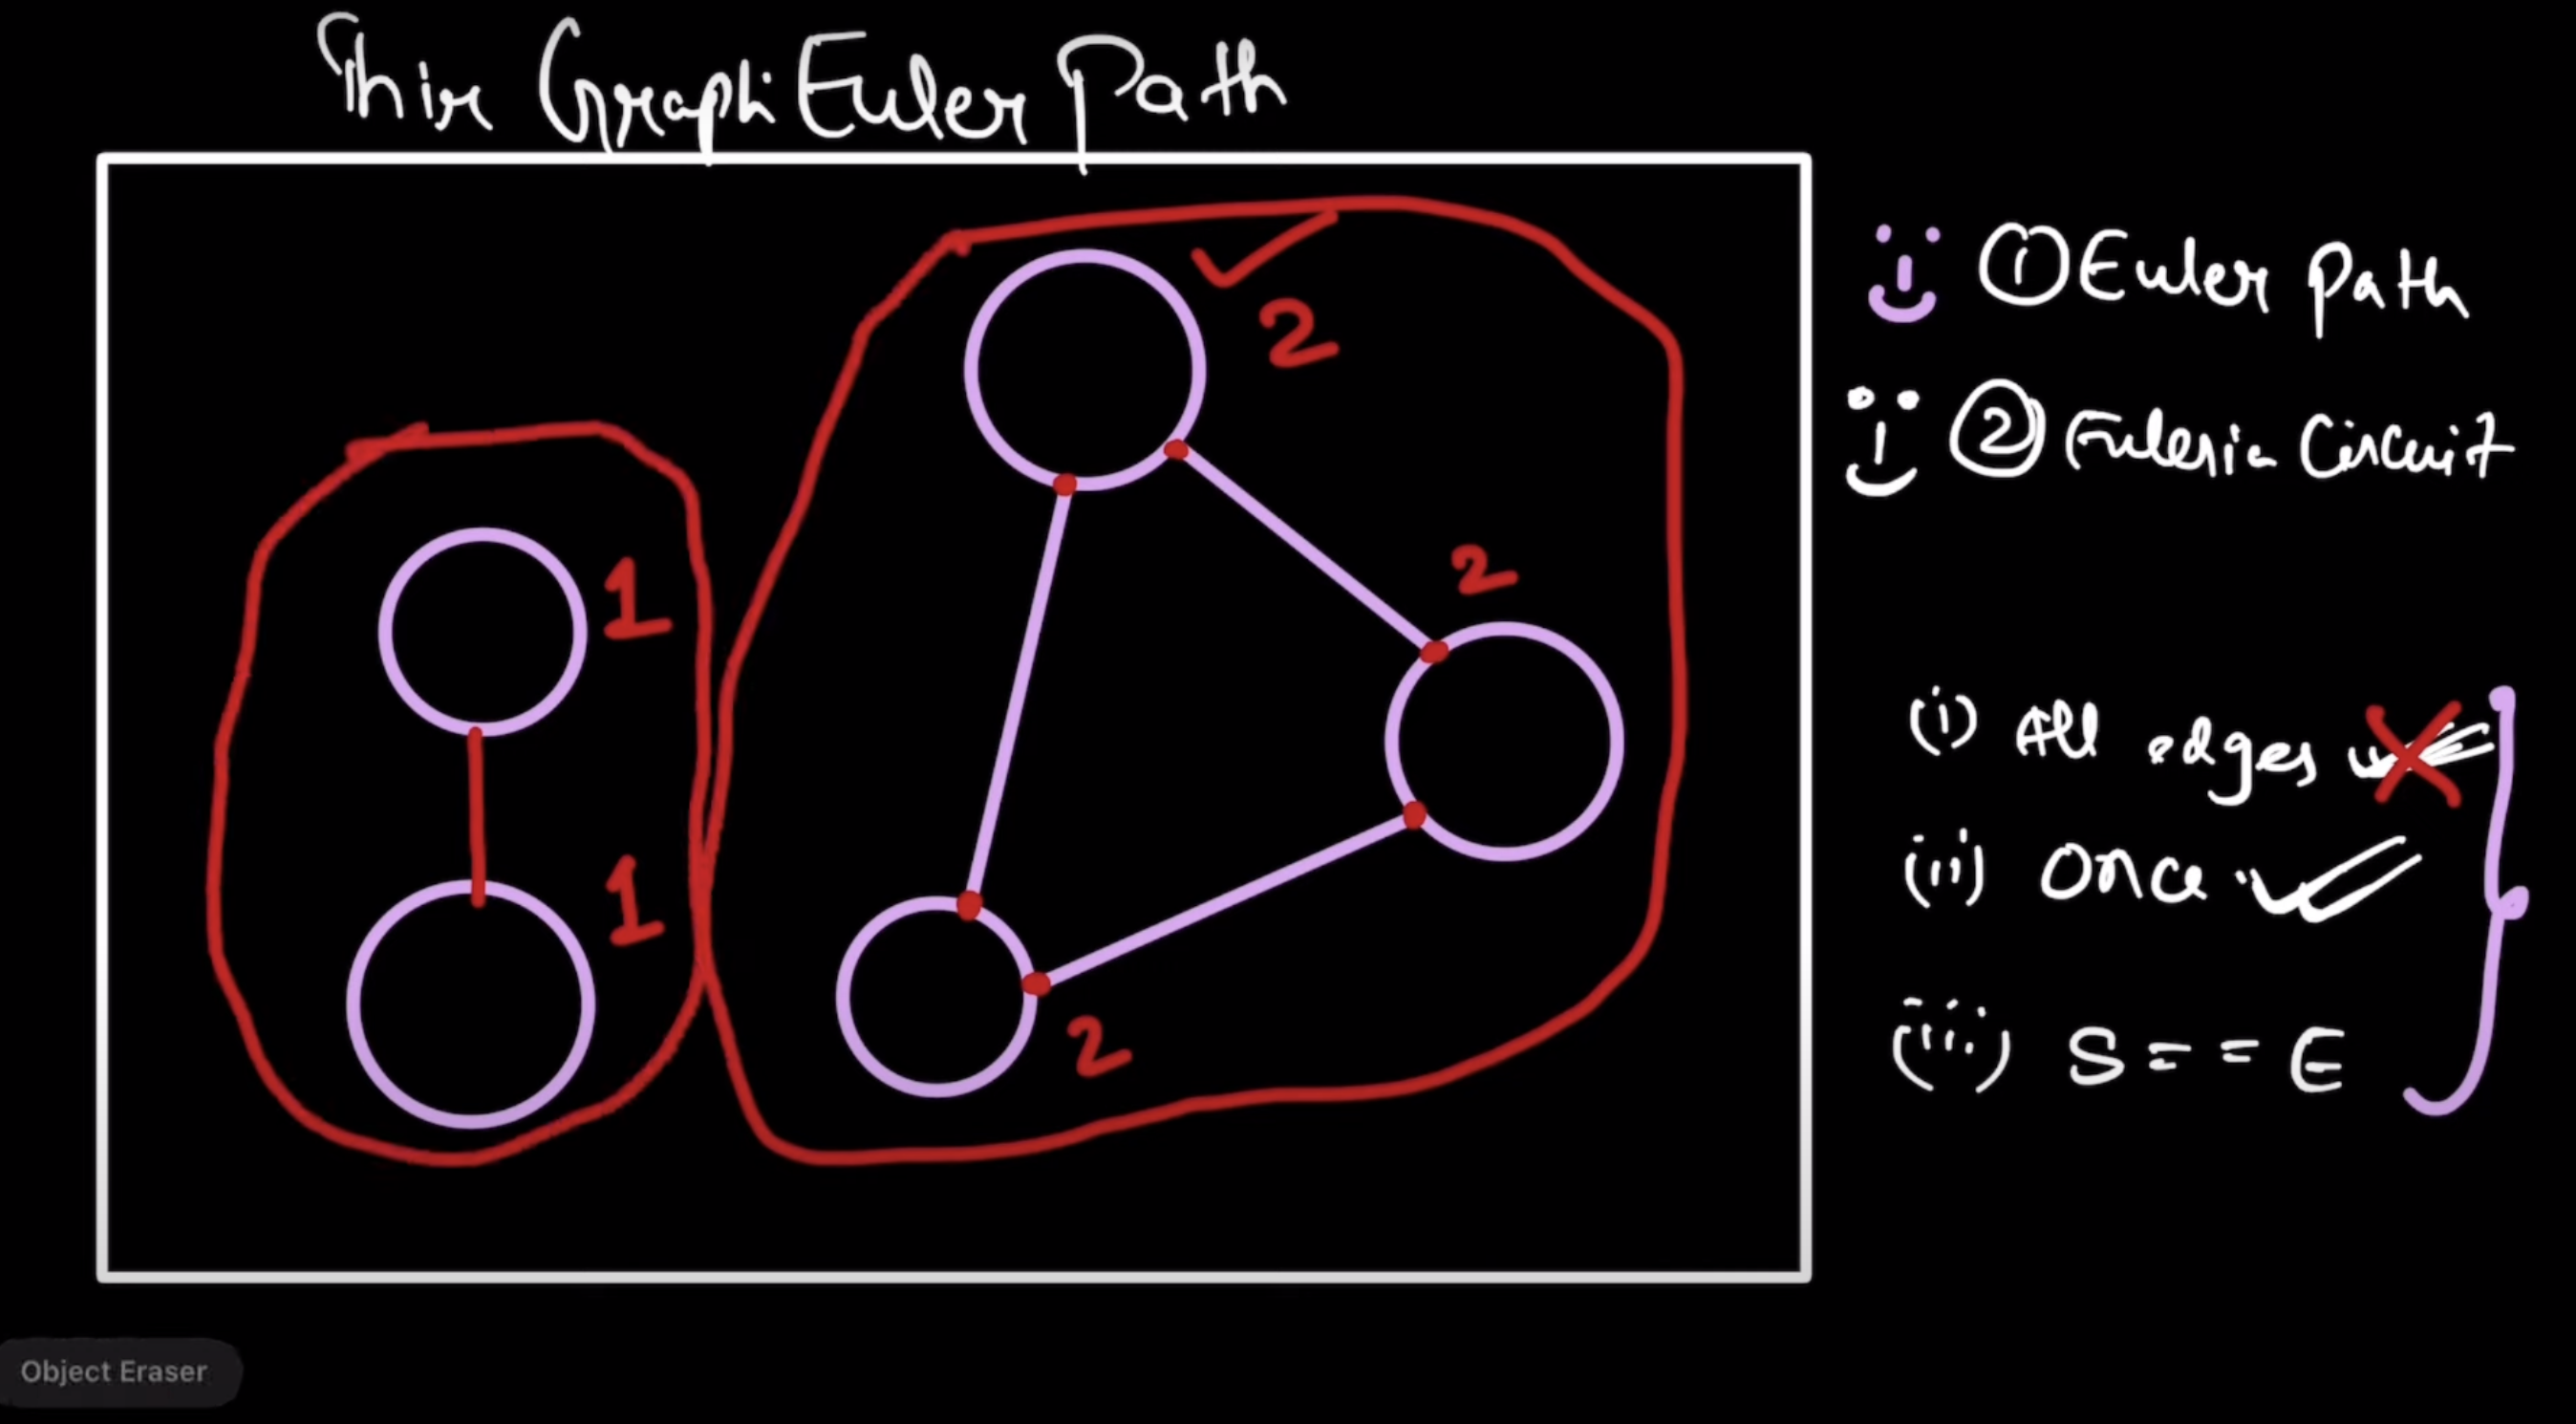 This Graph Euler Path
2
① Euler Path
② Euleria Circuit
1
2
(i) All edges
1
(ii) Once
2
(iii) S == E
Object Eraser